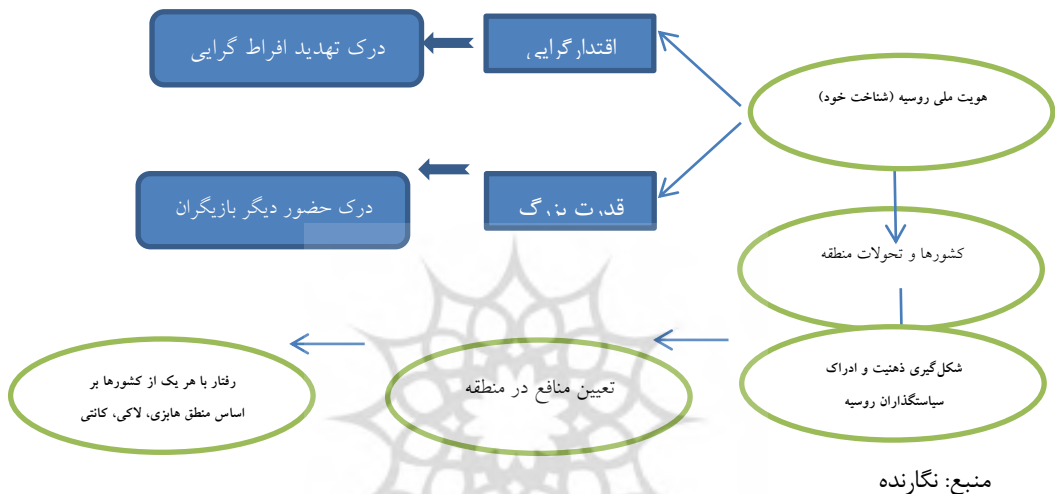 هویت ملی روسیه (شناخت خود)
اقتدارگرایی
درک تهدید افراط گرایی
قدرت بزرگ
درک حضور دیگر بازیگران
کشورها و تحولات منطقه
شکل‌گیری ذهنیت و ادراک
سیاستگذاران روسیه
تعیین منافع در منطقه
رفتار با هر یک از کشورها بر
اساس منطق هابزی، لاکی، کانتی
منبع: نگارنده